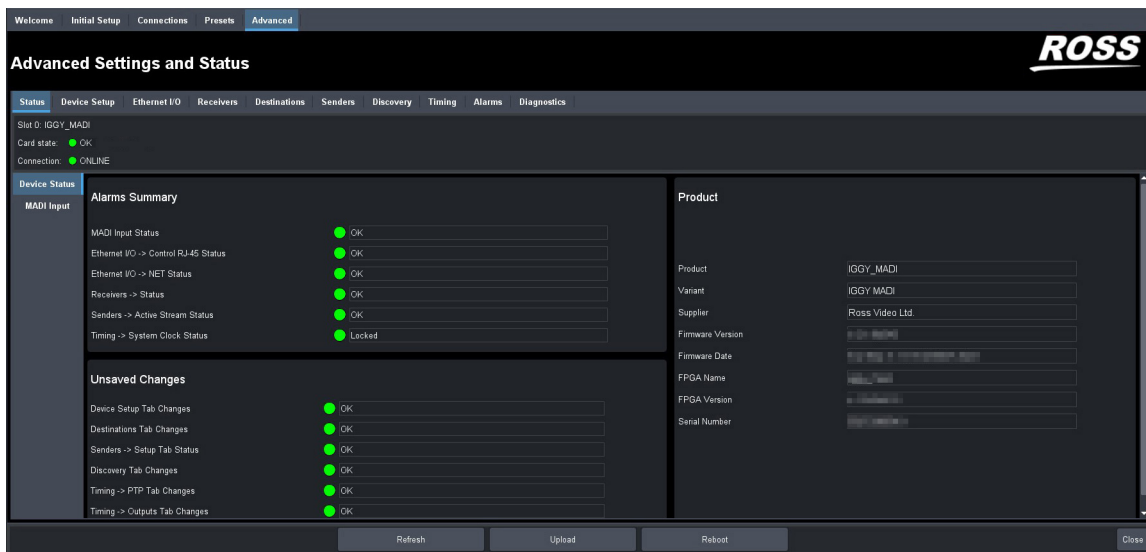 Welcome Initial Setup Connections Presets Advanced
Advanced Settings and Status
ROSS
Status Device Setup Ethernet I/O Receivers Destinations Senders Discovery Timing Alarms Diagnostics
Slot 0: IGGY_MADI
Card state: OK
Connection: ONLINE
Device Status
MADI Input
Alarms Summary
MADI Input Status OK
Ethernet I/O -> Control RJ-45 Status OK
Ethernet I/O -> NET Status OK
Receivers -> Status OK
Senders -> Active Stream Status OK
Timing -> System Clock Status Locked
Unsaved Changes
Device Setup Tab Changes OK
Destinations Tab Changes OK
Senders -> Setup Tab Status OK
Discovery Tab Changes OK
Timing -> PTP Tab Changes OK
Timing -> Outputs Tab Changes OK
Product
Product IGGY_MADI
Variant IGGY MADI
Supplier Ross Video Ltd.
Firmware Version
Firmware Date
FPGA Name
FPGA Version
Serial Number
Refresh Upload Reboot Close